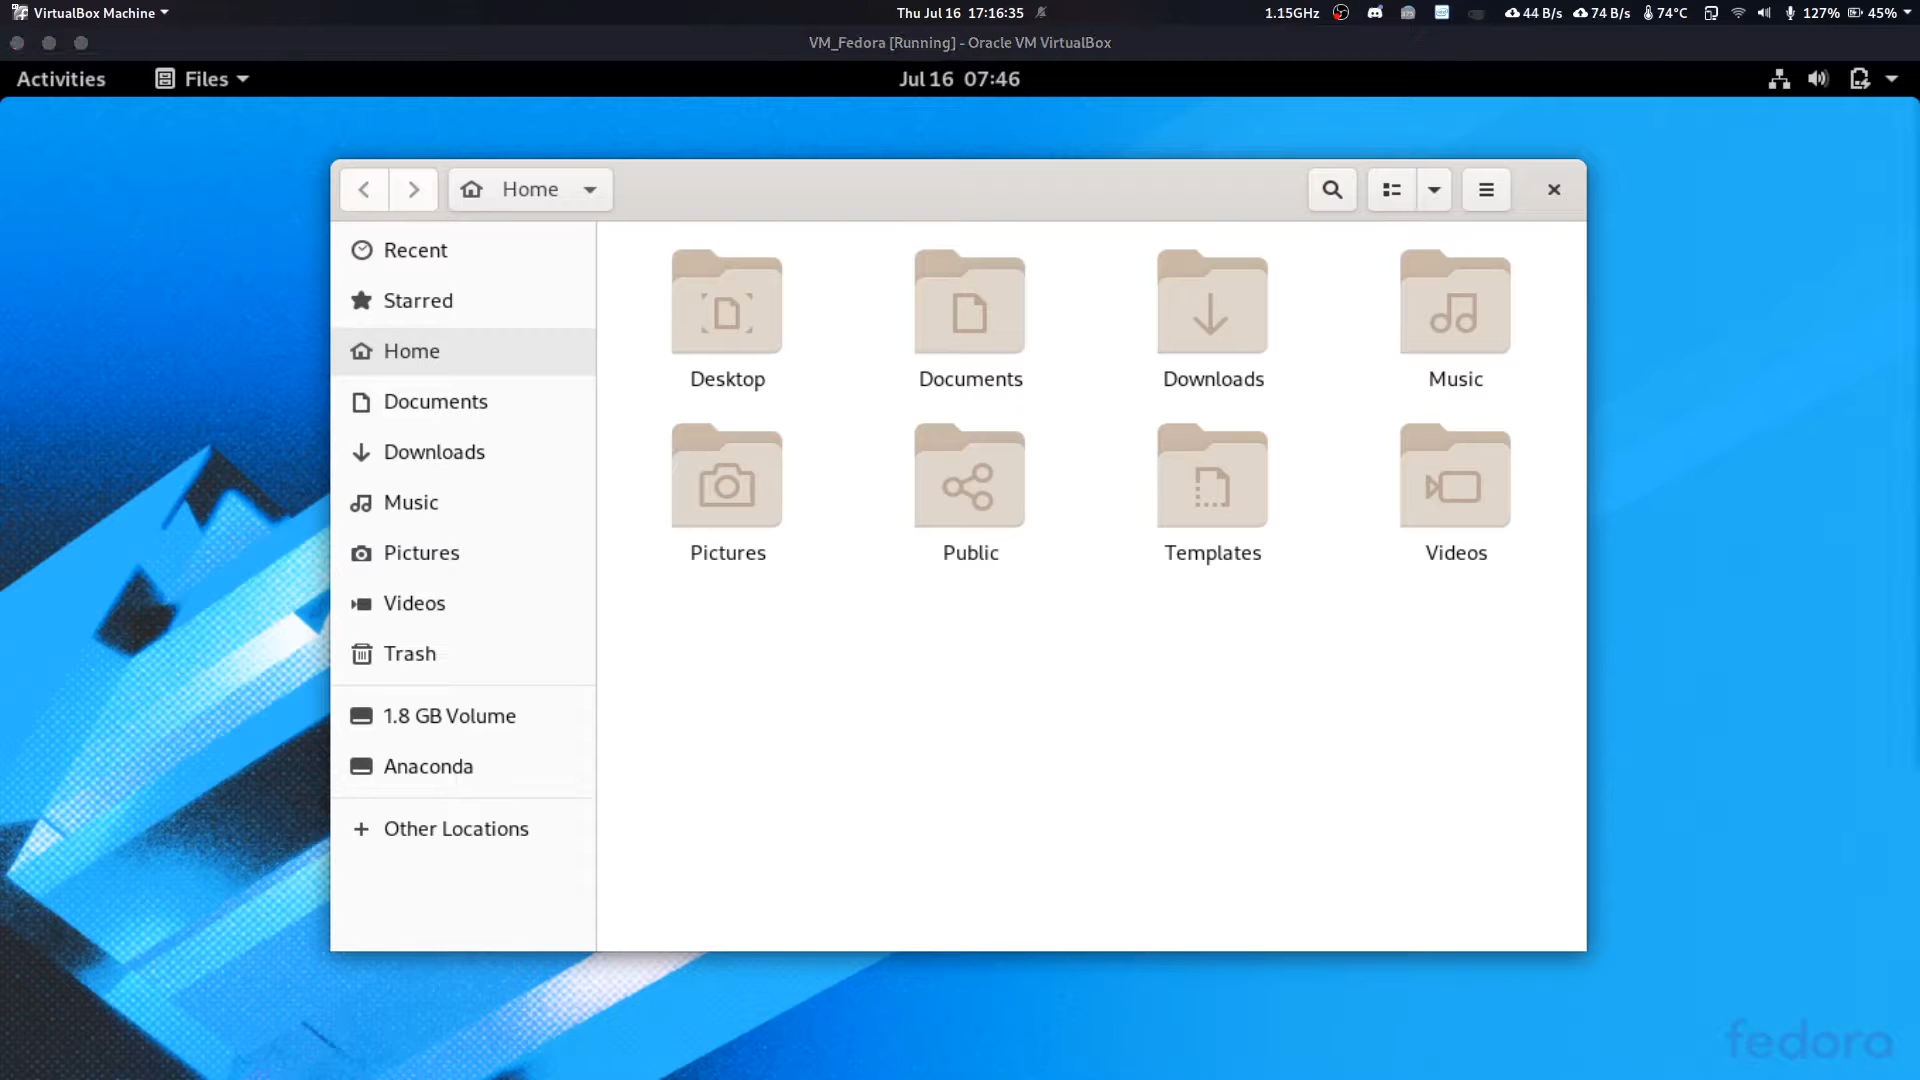 VirtualBox Machine
Thu Jul 16 17:16:35
1.15GHz
44 B/s
74 B/s
74°C
127%
45%
VM_Fedora [Running] - Oracle VM VirtualBox
Activities
Files
Jul 16 07:46
Home
Recent
Starred
Home
Documents
Downloads
Music
Pictures
Videos
Trash
1.8 GB Volume
Anaconda
Other Locations
Desktop
Documents
Downloads
Music
Pictures
Public
Templates
Videos
fedora